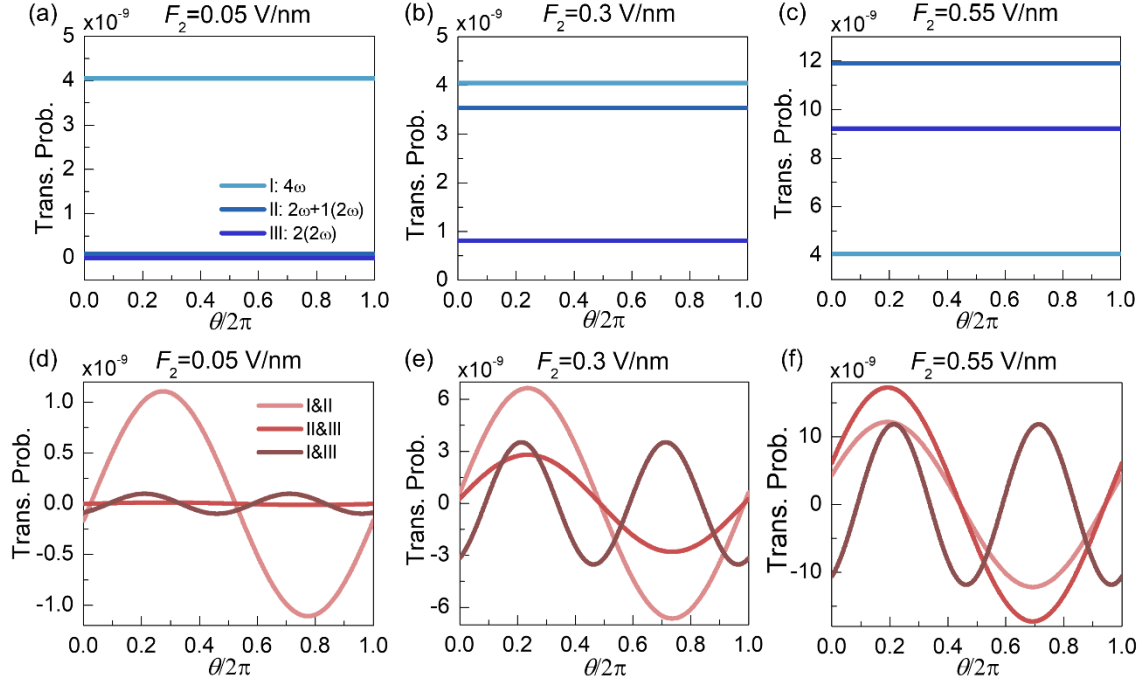 (a) F2=0.05 V/nm
x10-9
5
4
3
2
1
0
Trans. Prob.
I: 4ω
II: 2ω+1(2ω)
III: 2(2ω)
0.0 0.2 0.4 0.6 0.8 1.0
θ/2π
(b) F2=0.3 V/nm
x10-9
5
4
3
2
1
0
Trans. Prob.
0.0 0.2 0.4 0.6 0.8 1.0
θ/2π
(c) F2=0.55 V/nm
x10-9
12
10
8
6
4
Trans. Prob.
0.0 0.2 0.4 0.6 0.8 1.0
θ/2π
(d) F2=0.05 V/nm
x10-9
1.0
0.5
0.0
-0.5
-1.0
Trans. Prob.
I&II
II&III
I&III
0.0 0.2 0.4 0.6 0.8 1.0
θ/2π
(e) F2=0.3 V/nm
x10-9
6
3
0
-3
-6
Trans. Prob.
0.0 0.2 0.4 0.6 0.8 1.0
θ/2π
(f) F2=0.55 V/nm
x10-9
10
0
-10
Trans. Prob.
0.0 0.2 0.4 0.6 0.8 1.0
θ/2π